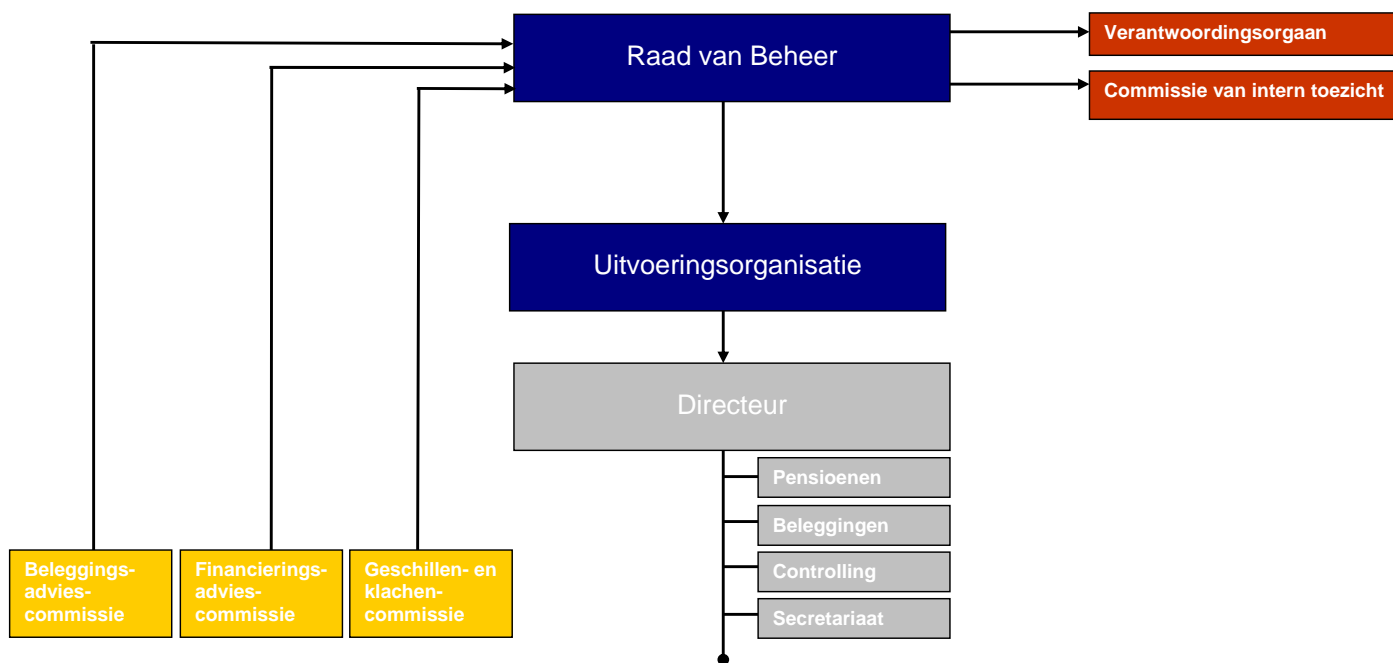 Raad van Beheer
Verantwoordingsorgaan
Commissie van intern toezicht
Uitvoeringsorganisatie
Directeur
Pensioenen
Beleggingen
Controlling
Secretariaat
Beleggings-
advies-
commissie
Financierings-
advies-
commissie
Geschillen- en
klachen-
commissie